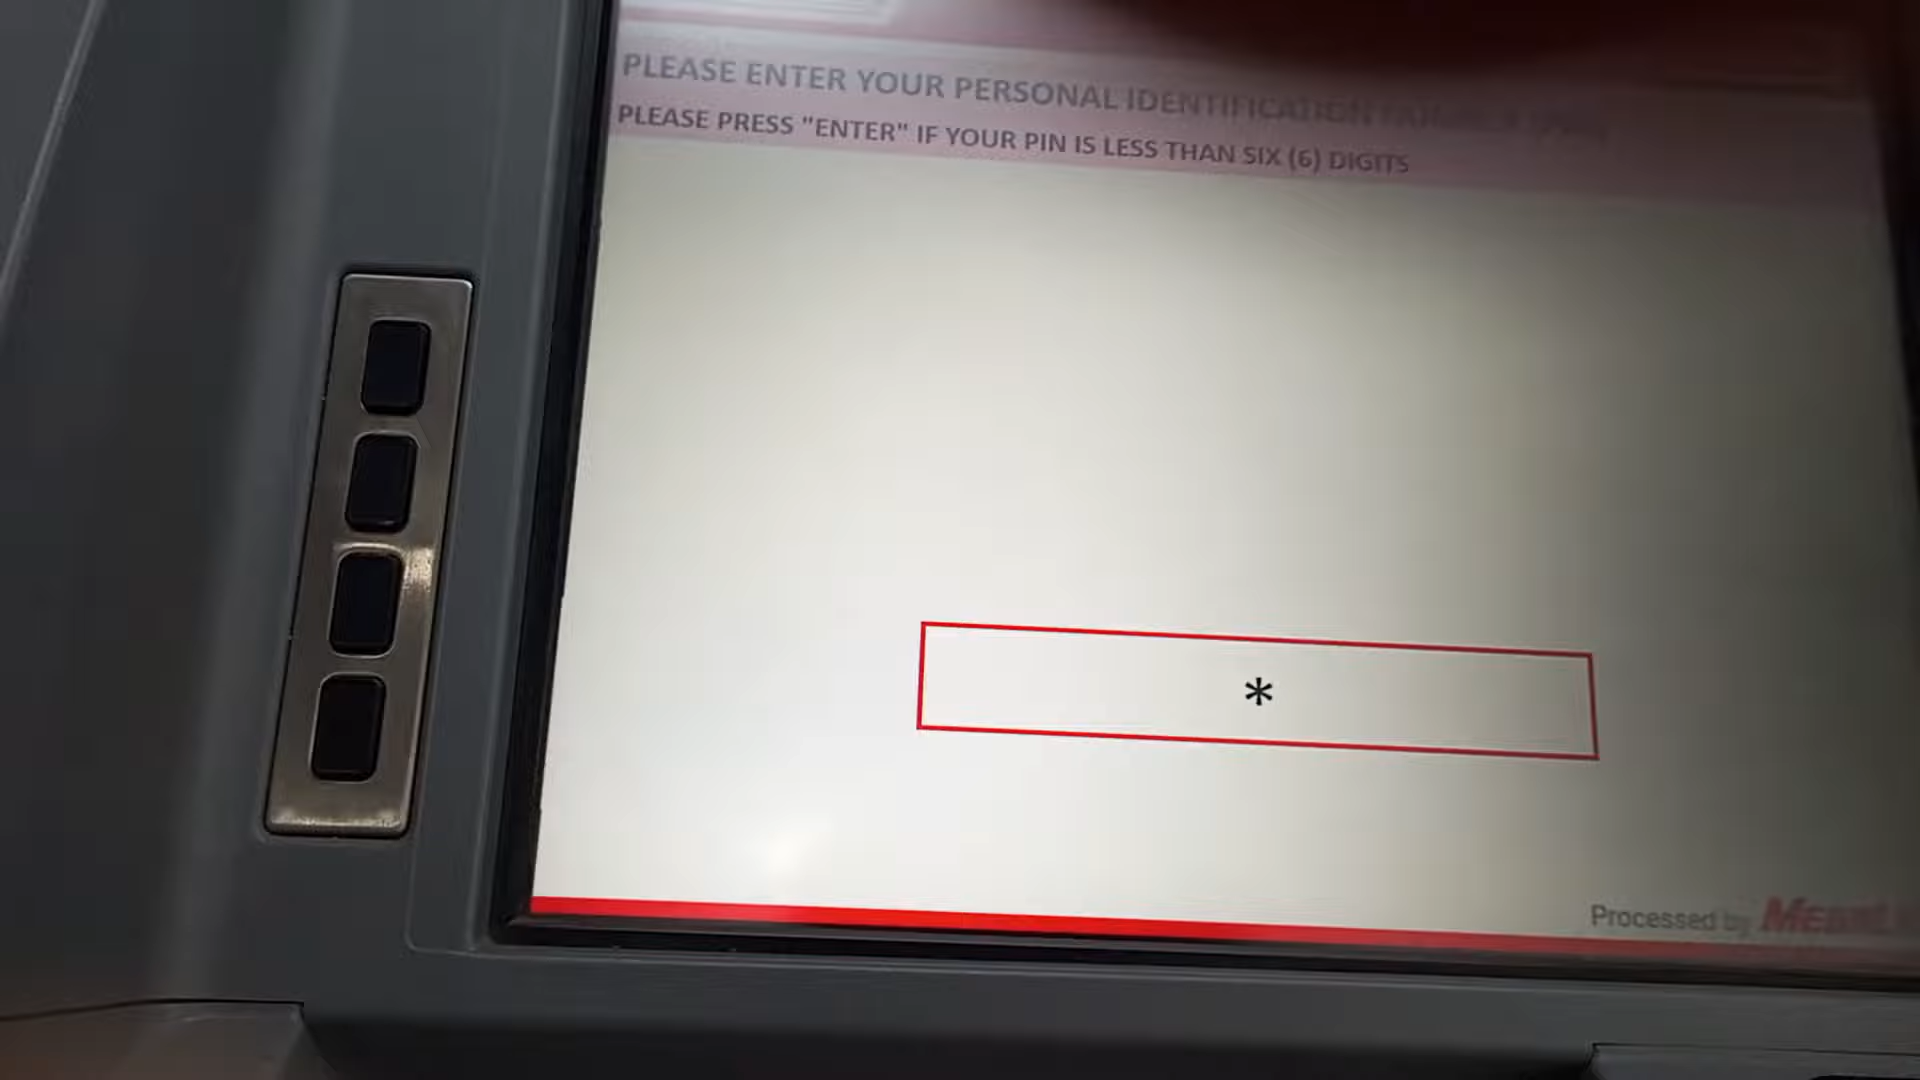 PLEASE ENTER YOUR PERSONAL IDENTIFICATION
PLEASE PRESS "ENTER" IF YOUR PIN IS LESS THAN SIX (6) DIGITS
*
Processed by